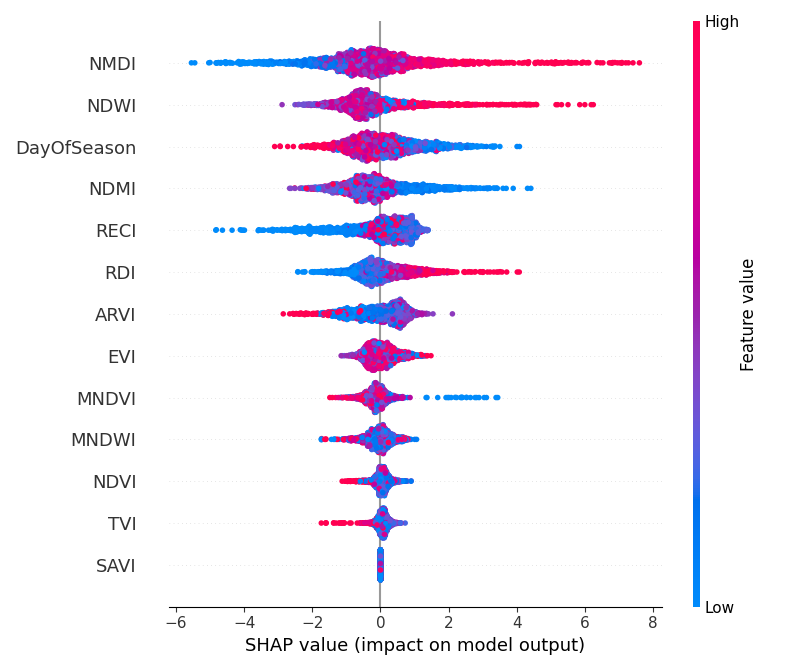 High
NMDI
NDWI
DayOfSeason
NDMI
RECI
RDI
ARVI
EVI
MNDVI
MNDWI
NDVI
TVI
SAVI
Feature value
Low
−6 −4 −2 0 2 4 6 8
SHAP value (impact on model output)